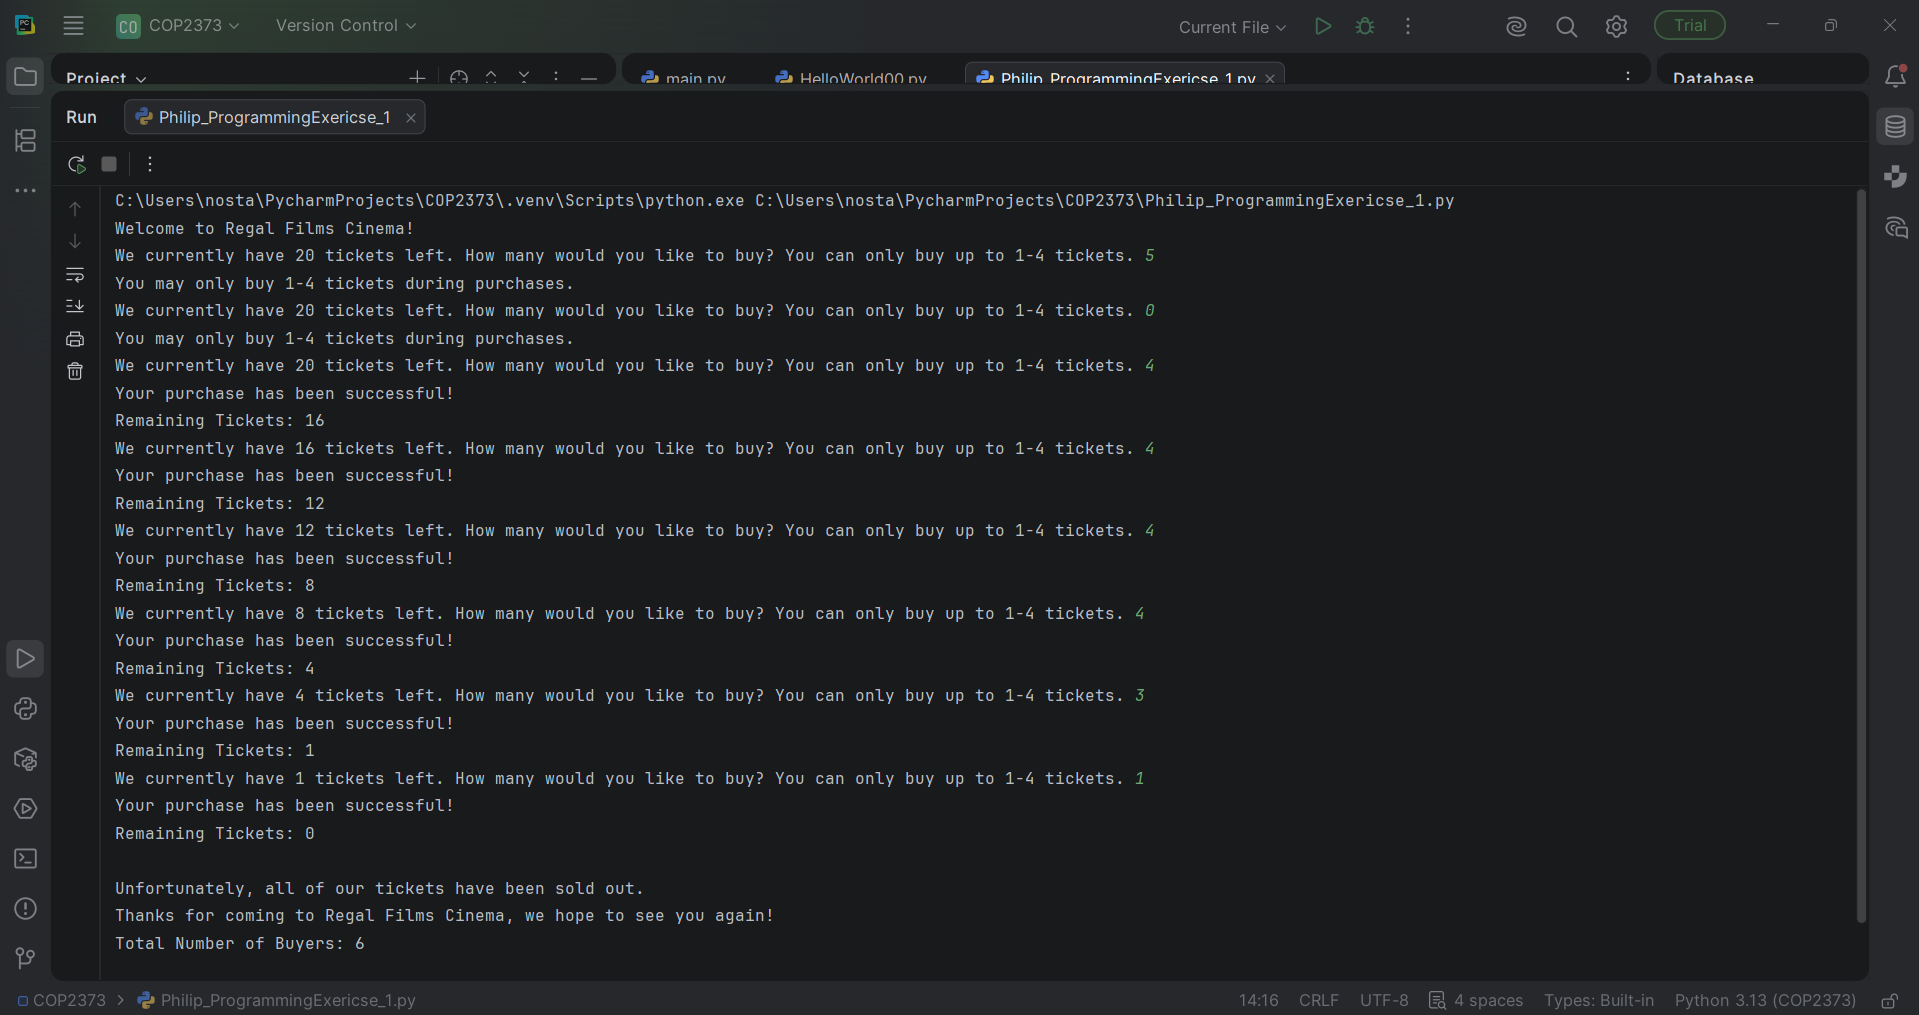 CO COP2373 Version Control Current File Trial
Project main.py HelloWorld00.py Philip_ProgrammingExericse_1.py Database
Run Philip_ProgrammingExericse_1
C:\Users\nosta\PycharmProjects\COP2373\.venv\Scripts\python.exe C:\Users\nosta\PycharmProjects\COP2373\Philip_ProgrammingExericse_1.py
Welcome to Regal Films Cinema!
We currently have 20 tickets left. How many would you like to buy? You can only buy up to 1-4 tickets. 5
You may only buy 1-4 tickets during purchases.
We currently have 20 tickets left. How many would you like to buy? You can only buy up to 1-4 tickets. 0
You may only buy 1-4 tickets during purchases.
We currently have 20 tickets left. How many would you like to buy? You can only buy up to 1-4 tickets. 4
Your purchase has been successful!
Remaining Tickets: 16
We currently have 16 tickets left. How many would you like to buy? You can only buy up to 1-4 tickets. 4
Your purchase has been successful!
Remaining Tickets: 12
We currently have 12 tickets left. How many would you like to buy? You can only buy up to 1-4 tickets. 4
Your purchase has been successful!
Remaining Tickets: 8
We currently have 8 tickets left. How many would you like to buy? You can only buy up to 1-4 tickets. 4
Your purchase has been successful!
Remaining Tickets: 4
We currently have 4 tickets left. How many would you like to buy? You can only buy up to 1-4 tickets. 3
Your purchase has been successful!
Remaining Tickets: 1
We currently have 1 tickets left. How many would you like to buy? You can only buy up to 1-4 tickets. 1
Your purchase has been successful!
Remaining Tickets: 0
Unfortunately, all of our tickets have been sold out.
Thanks for coming to Regal Films Cinema, we hope to see you again!
Total Number of Buyers: 6
COP2373 > Philip_ProgrammingExericse_1.py 14:16 CRLF UTF-8 4 spaces Types: Built-in Python 3.13 (COP2373)